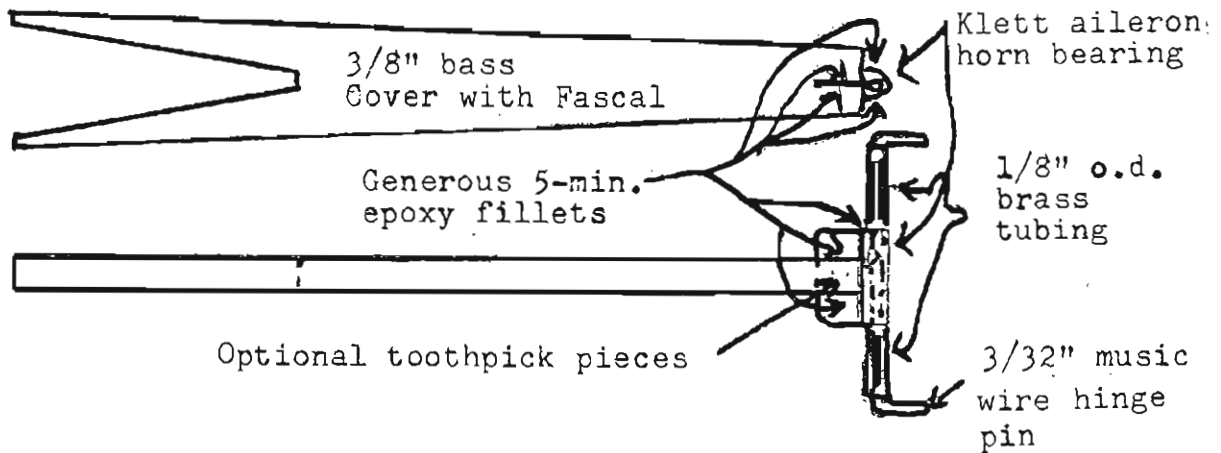 Klett aileron
horn bearing
3/8" bass
Cover with Fascal
Generous 5-min.
epoxy fillets
1/8" o.d.
brass
tubing
Optional toothpick pieces
3/32" music
wire hinge
pin